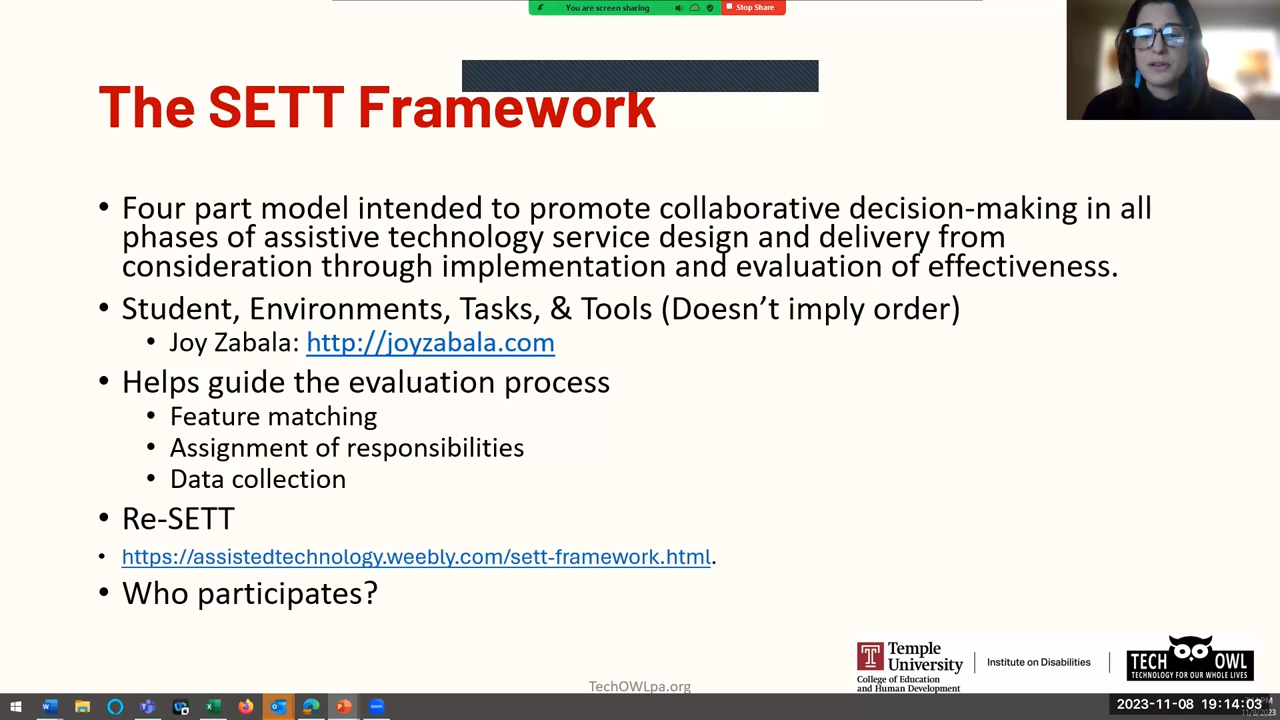 You are screen sharing
Stop Share
The SETT Framework
• Four part model intended to promote collaborative decision-making in all
phases of assistive technology service design and delivery from
consideration through implementation and evaluation of effectiveness.
• Student, Environments, Tasks, & Tools (Doesn’t imply order)
• Joy Zabala: http://joyzabala.com
• Helps guide the evaluation process
• Feature matching
• Assignment of responsibilities
• Data collection
• Re-SETT
• https://assistedtechnology.weebly.com/sett-framework.html.
• Who participates?
Temple
University
College of Education
and Human Development
Institute on Disabilities
TECH OWL
TECHNOLOGY FOR OUR WHOLE LIVES
TechOWLpa.org
2023-11-08 19:14:03